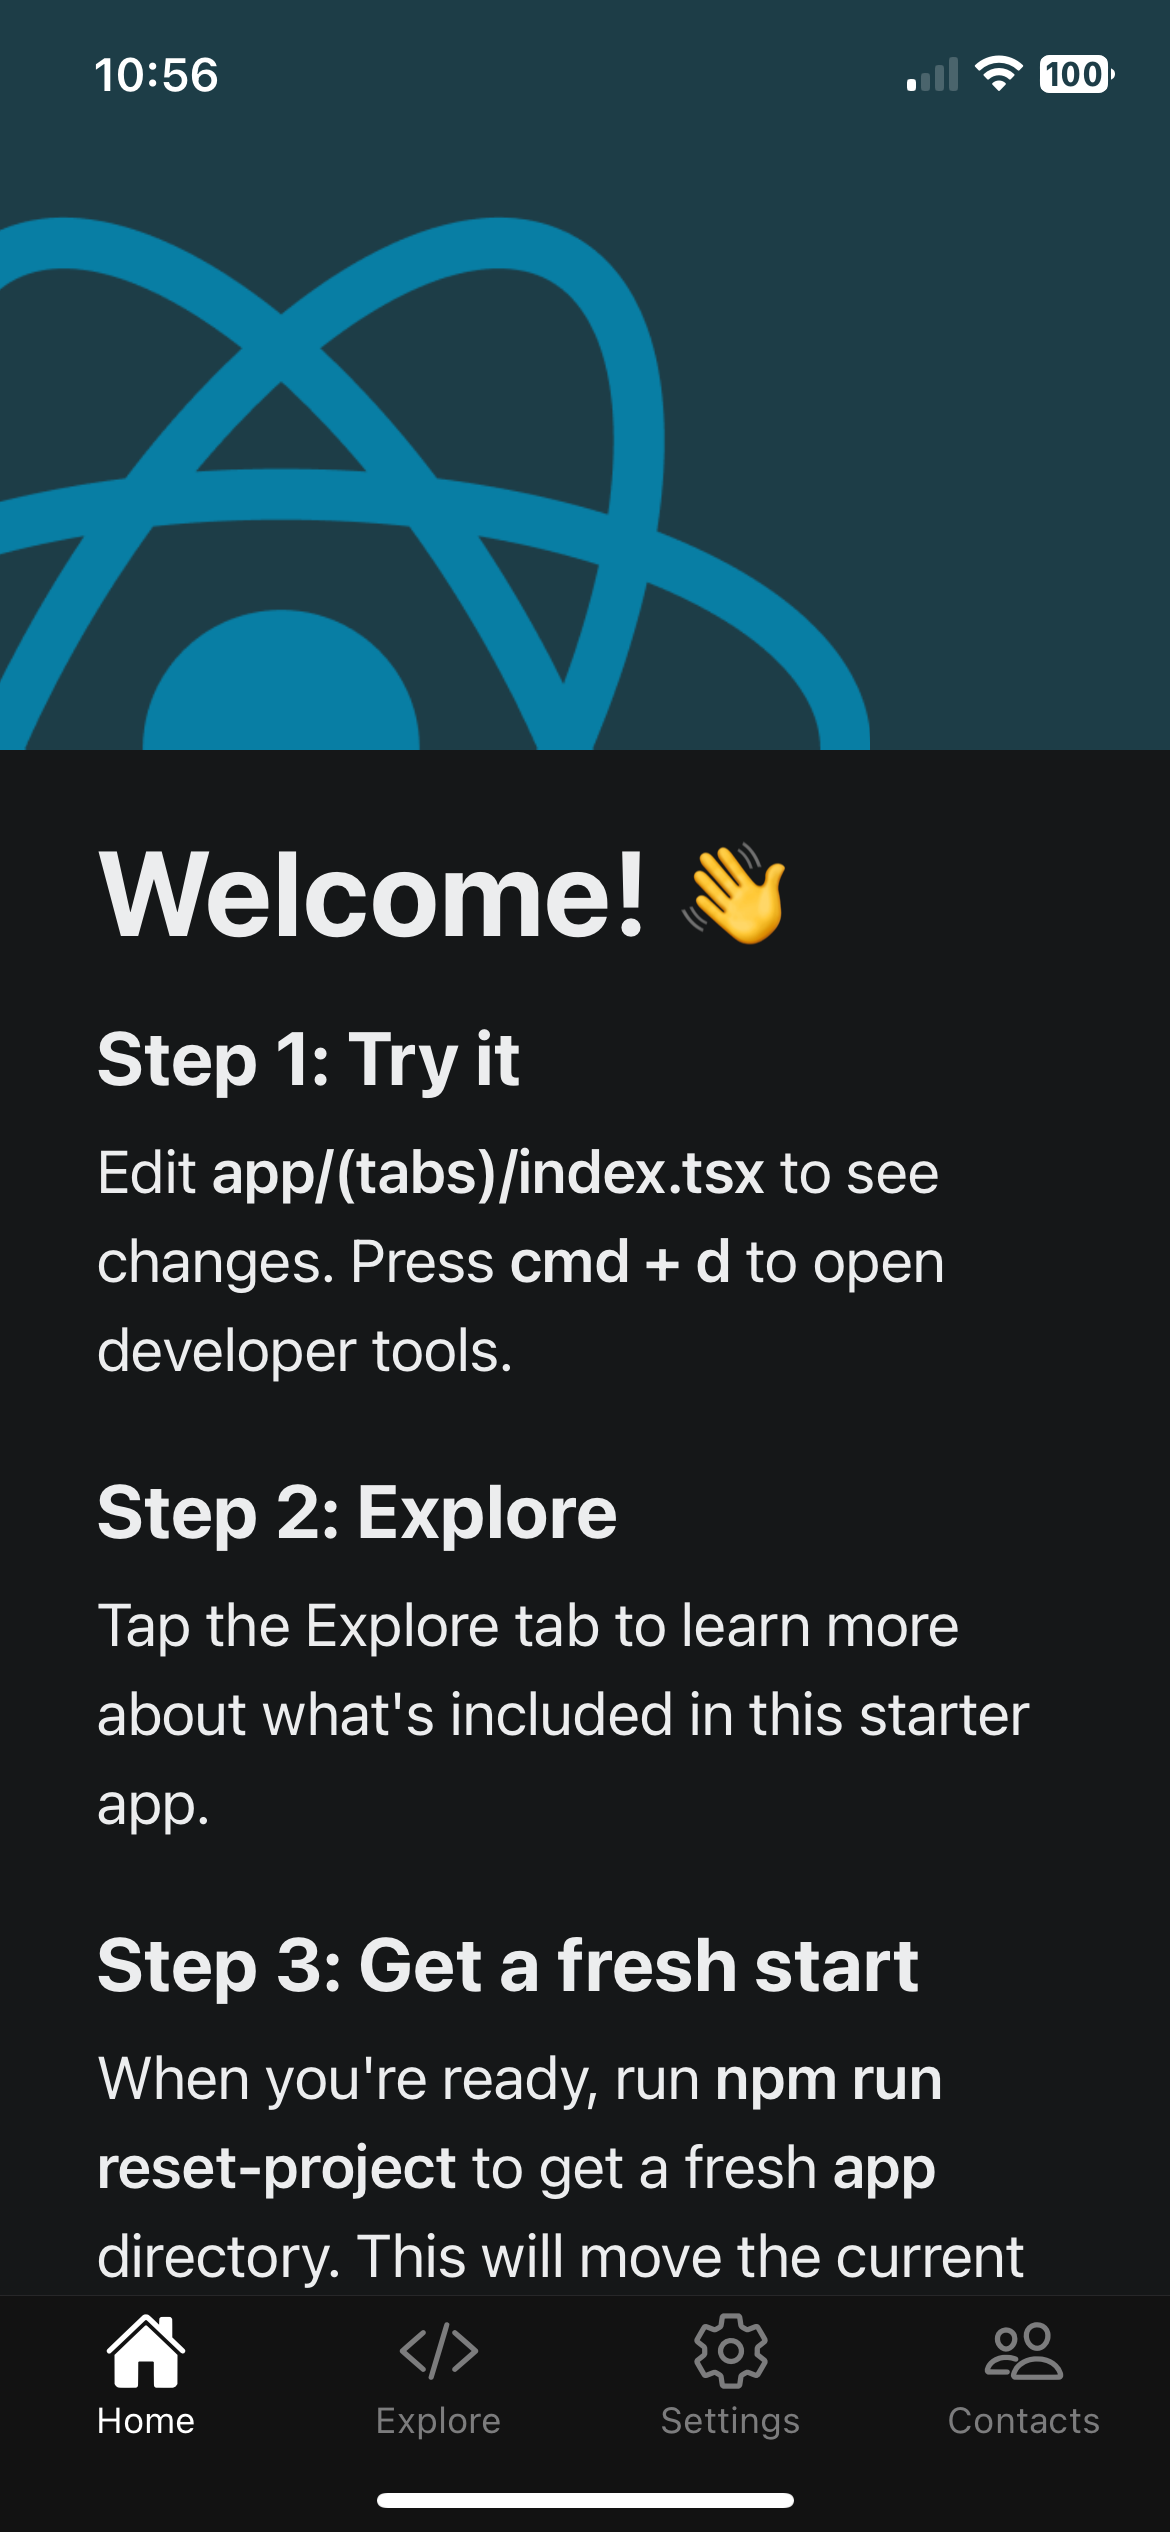 10:56
100
Welcome! 👋
Step 1: Try it
Edit app/(tabs)/index.tsx to see
changes. Press cmd + d to open
developer tools.
Step 2: Explore
Tap the Explore tab to learn more
about what's included in this starter
app.
Step 3: Get a fresh start
When you're ready, run npm run
reset-project to get a fresh app
directory. This will move the current
Home
Explore
Settings
Contacts